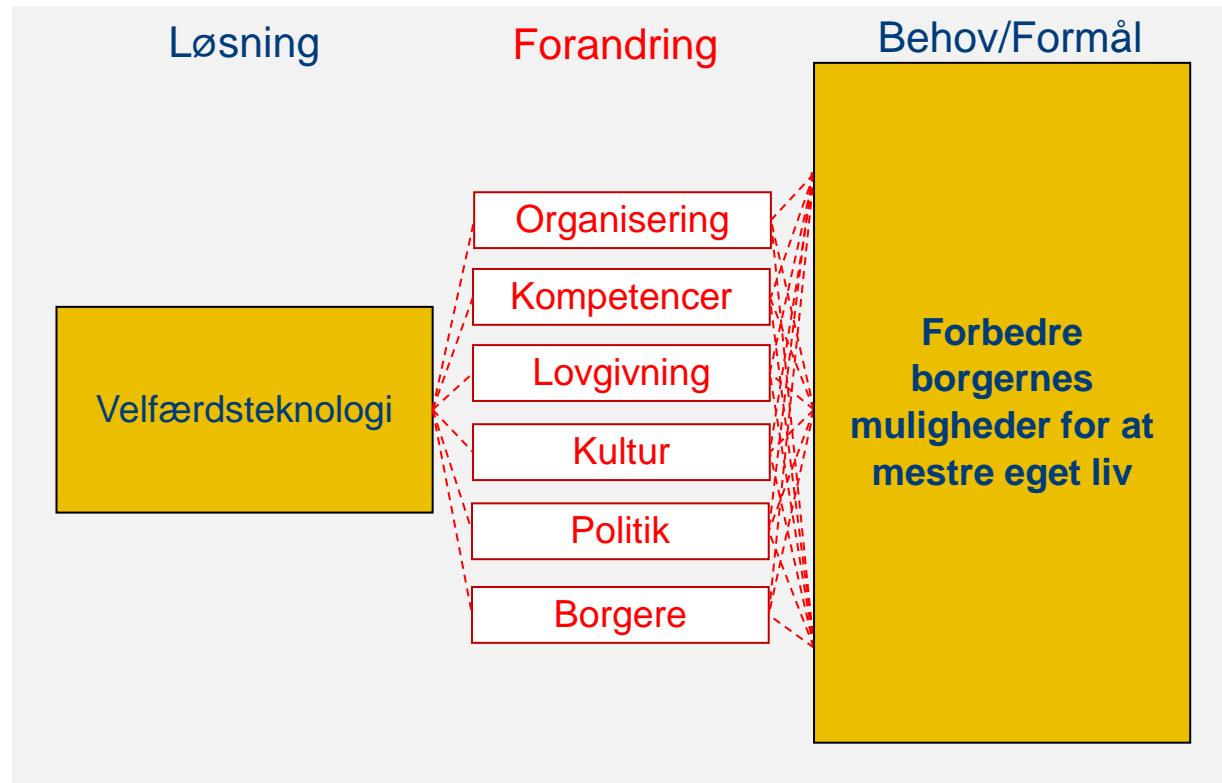 Løsning
Forandring
Behov/Formål
Velfærdsteknologi
Organisering
Kompetencer
Lovgivning
Kultur
Politik
Borgere
Forbedre
borgernes
muligheder for at
mestre eget liv